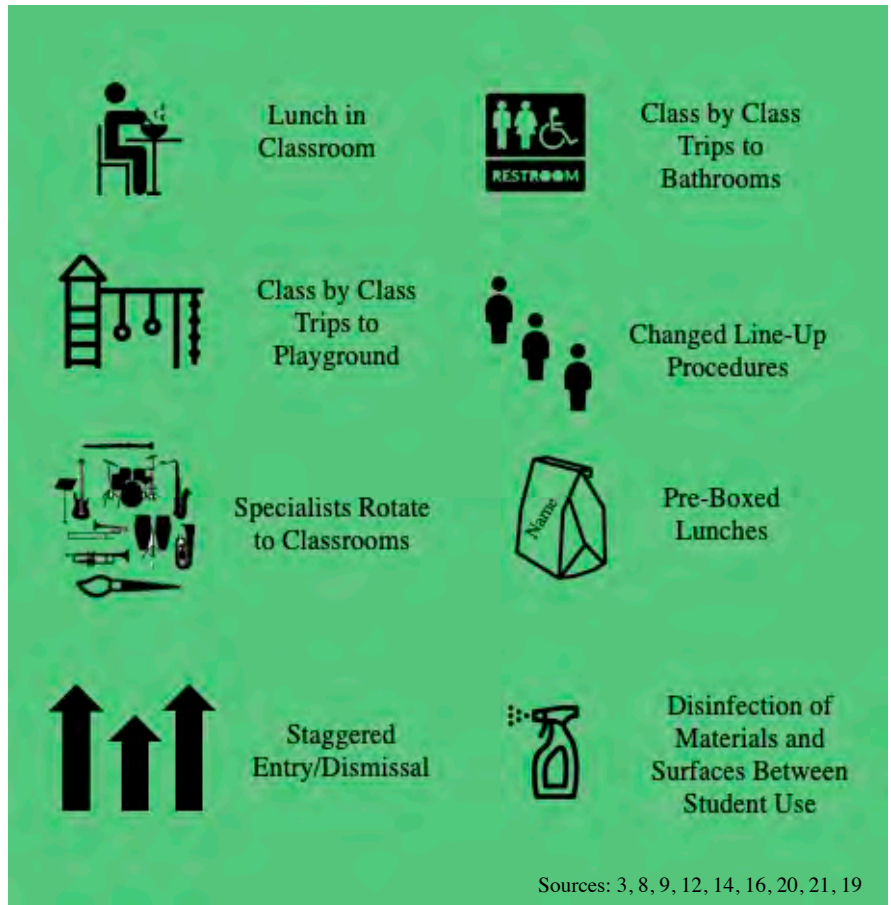 Lunch in
Classroom
RESTROOM
Class by Class
Trips to
Bathrooms
Class by Class
Trips to
Playground
Changed Line-Up
Procedures
Specialists Rotate
to Classrooms
Name
Pre-Boxed
Lunches
Staggered
Entry/Dismissal
Disinfection of
Materials and
Surfaces Between
Student Use
Sources: 3, 8, 9, 12, 14, 16, 20, 21, 19